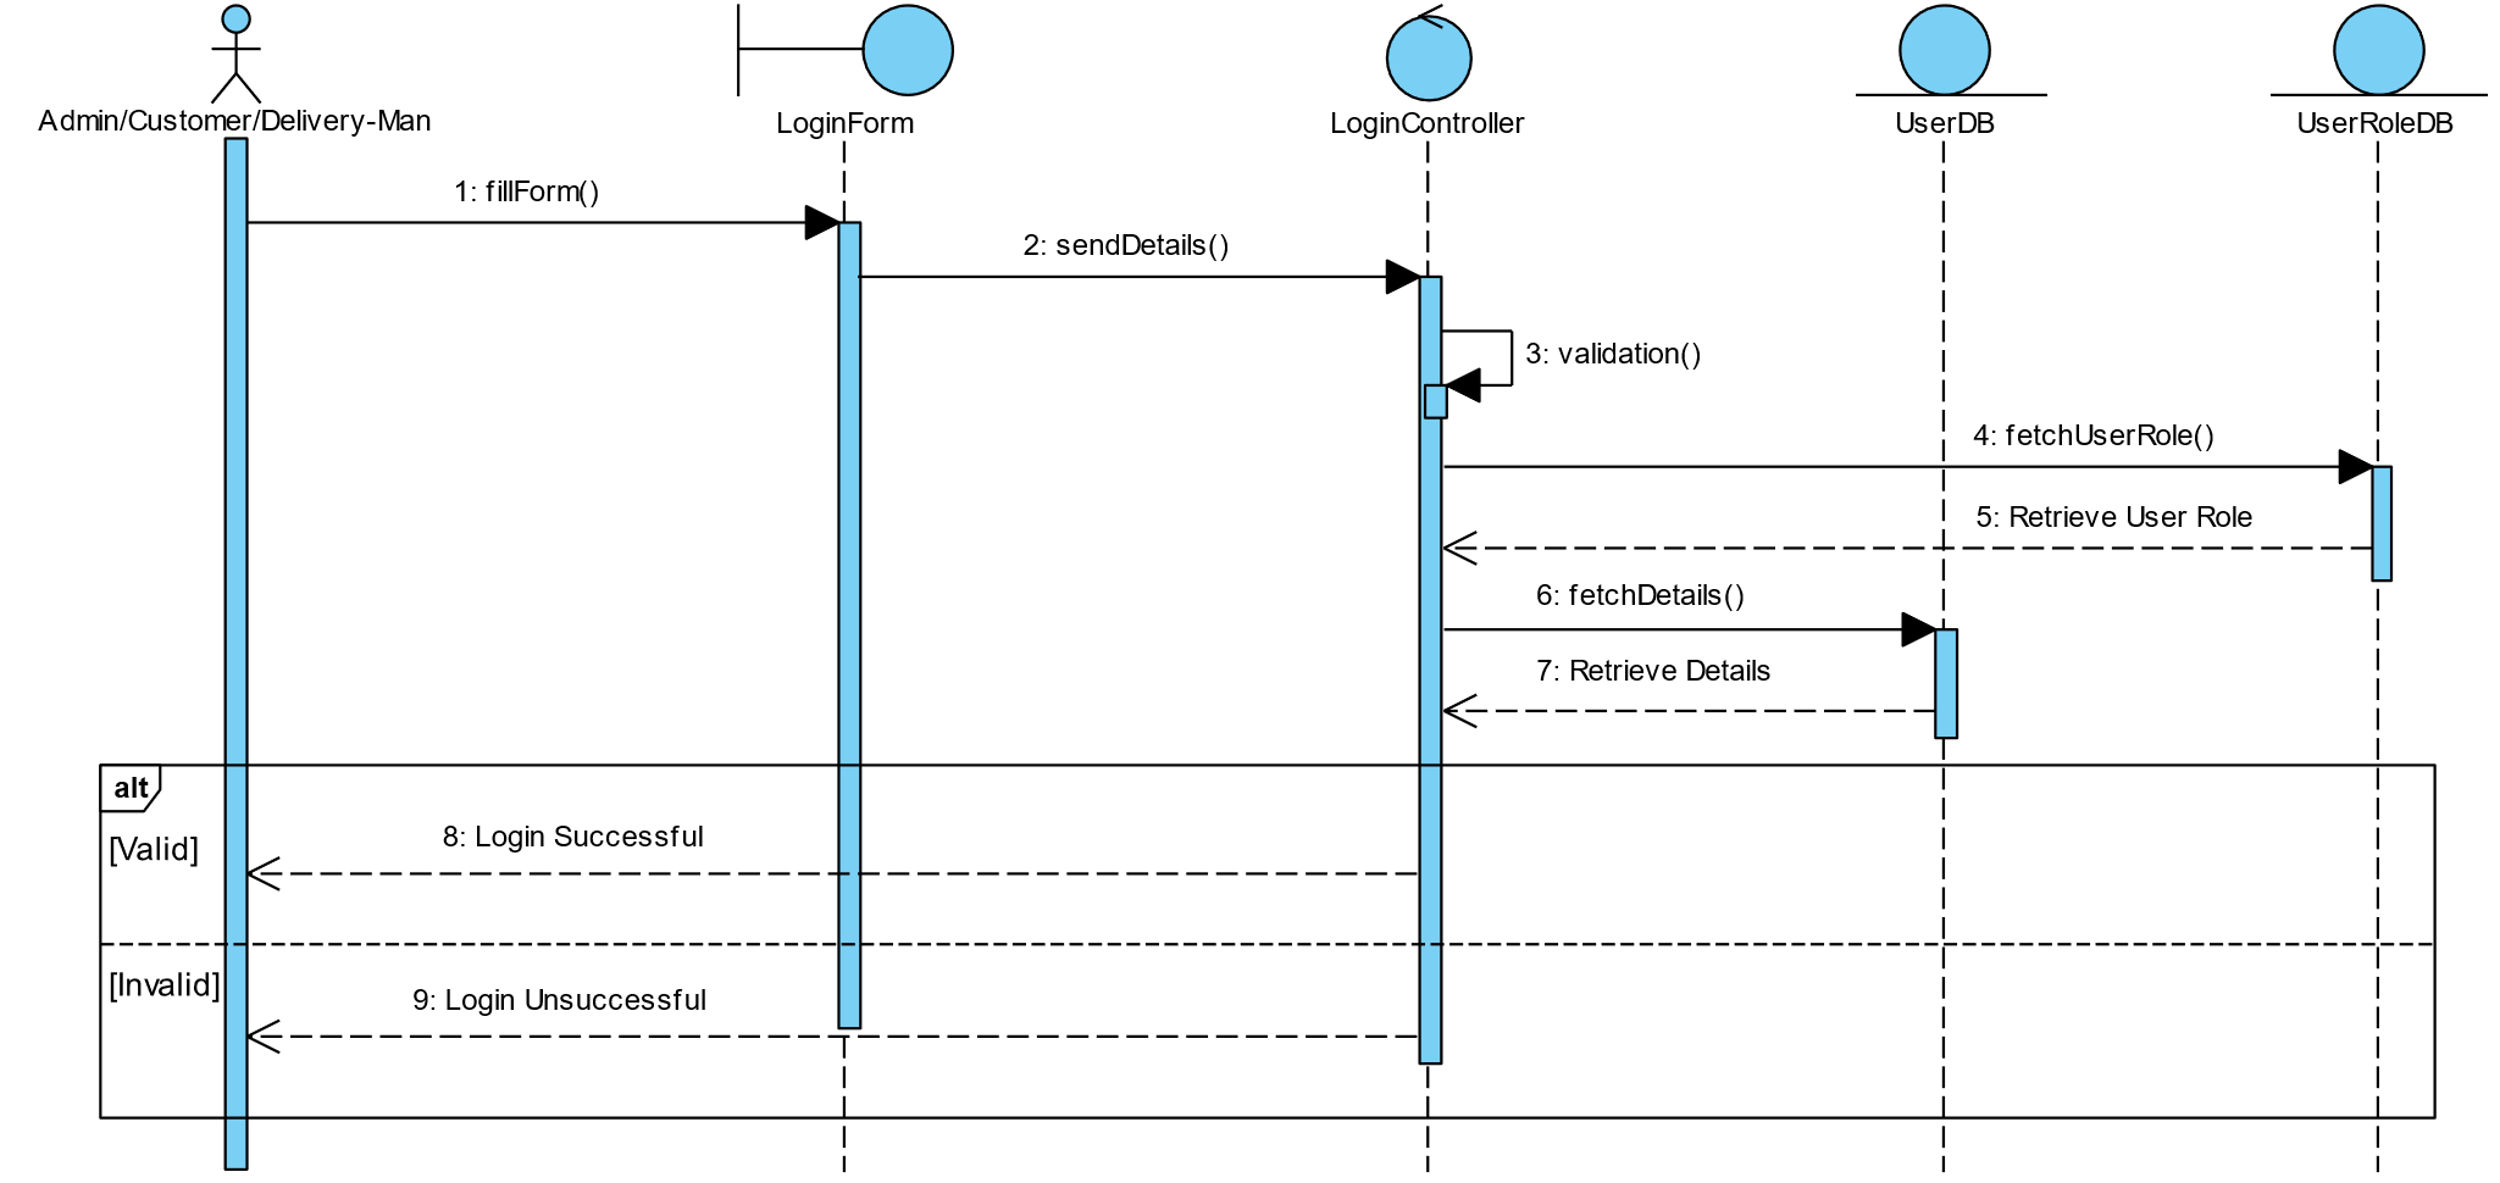 Admin/Customer/Delivery-Man
LoginForm
LoginController
UserDB
UserRoleDB
1: fillForm()
2: sendDetails()
3: validation()
4: fetchUserRole()
5: Retrieve User Role
6: fetchDetails()
7: Retrieve Details
alt
8: Login Successful
[Valid]
[Invalid]
9: Login Unsuccessful